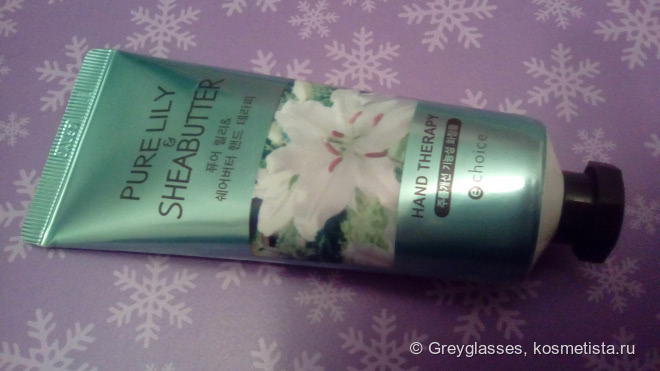 PURE LILY
&
SHEABUTTER
퓨어 릴리&
쉐어버터 핸드 테라피
HAND THERAPY
주름개선 기능성 화장품
e choice
© Greyglasses, kosmetista.ru